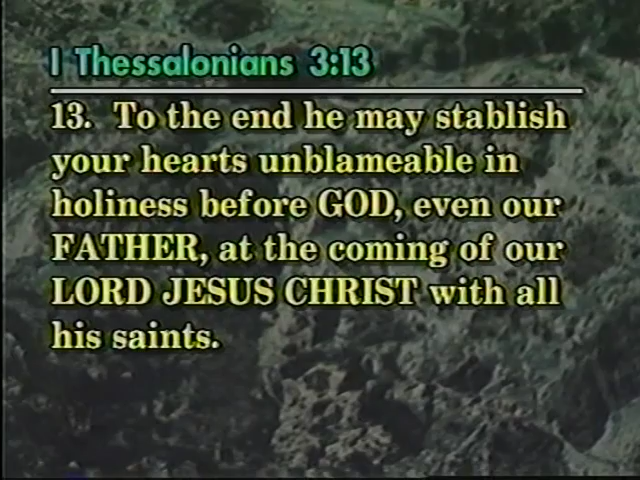 I Thessalonians 3:13
13. To the end he may stablish
your hearts unblameable in
holiness before GOD, even our
FATHER, at the coming of our
LORD JESUS CHRIST with all
his saints.